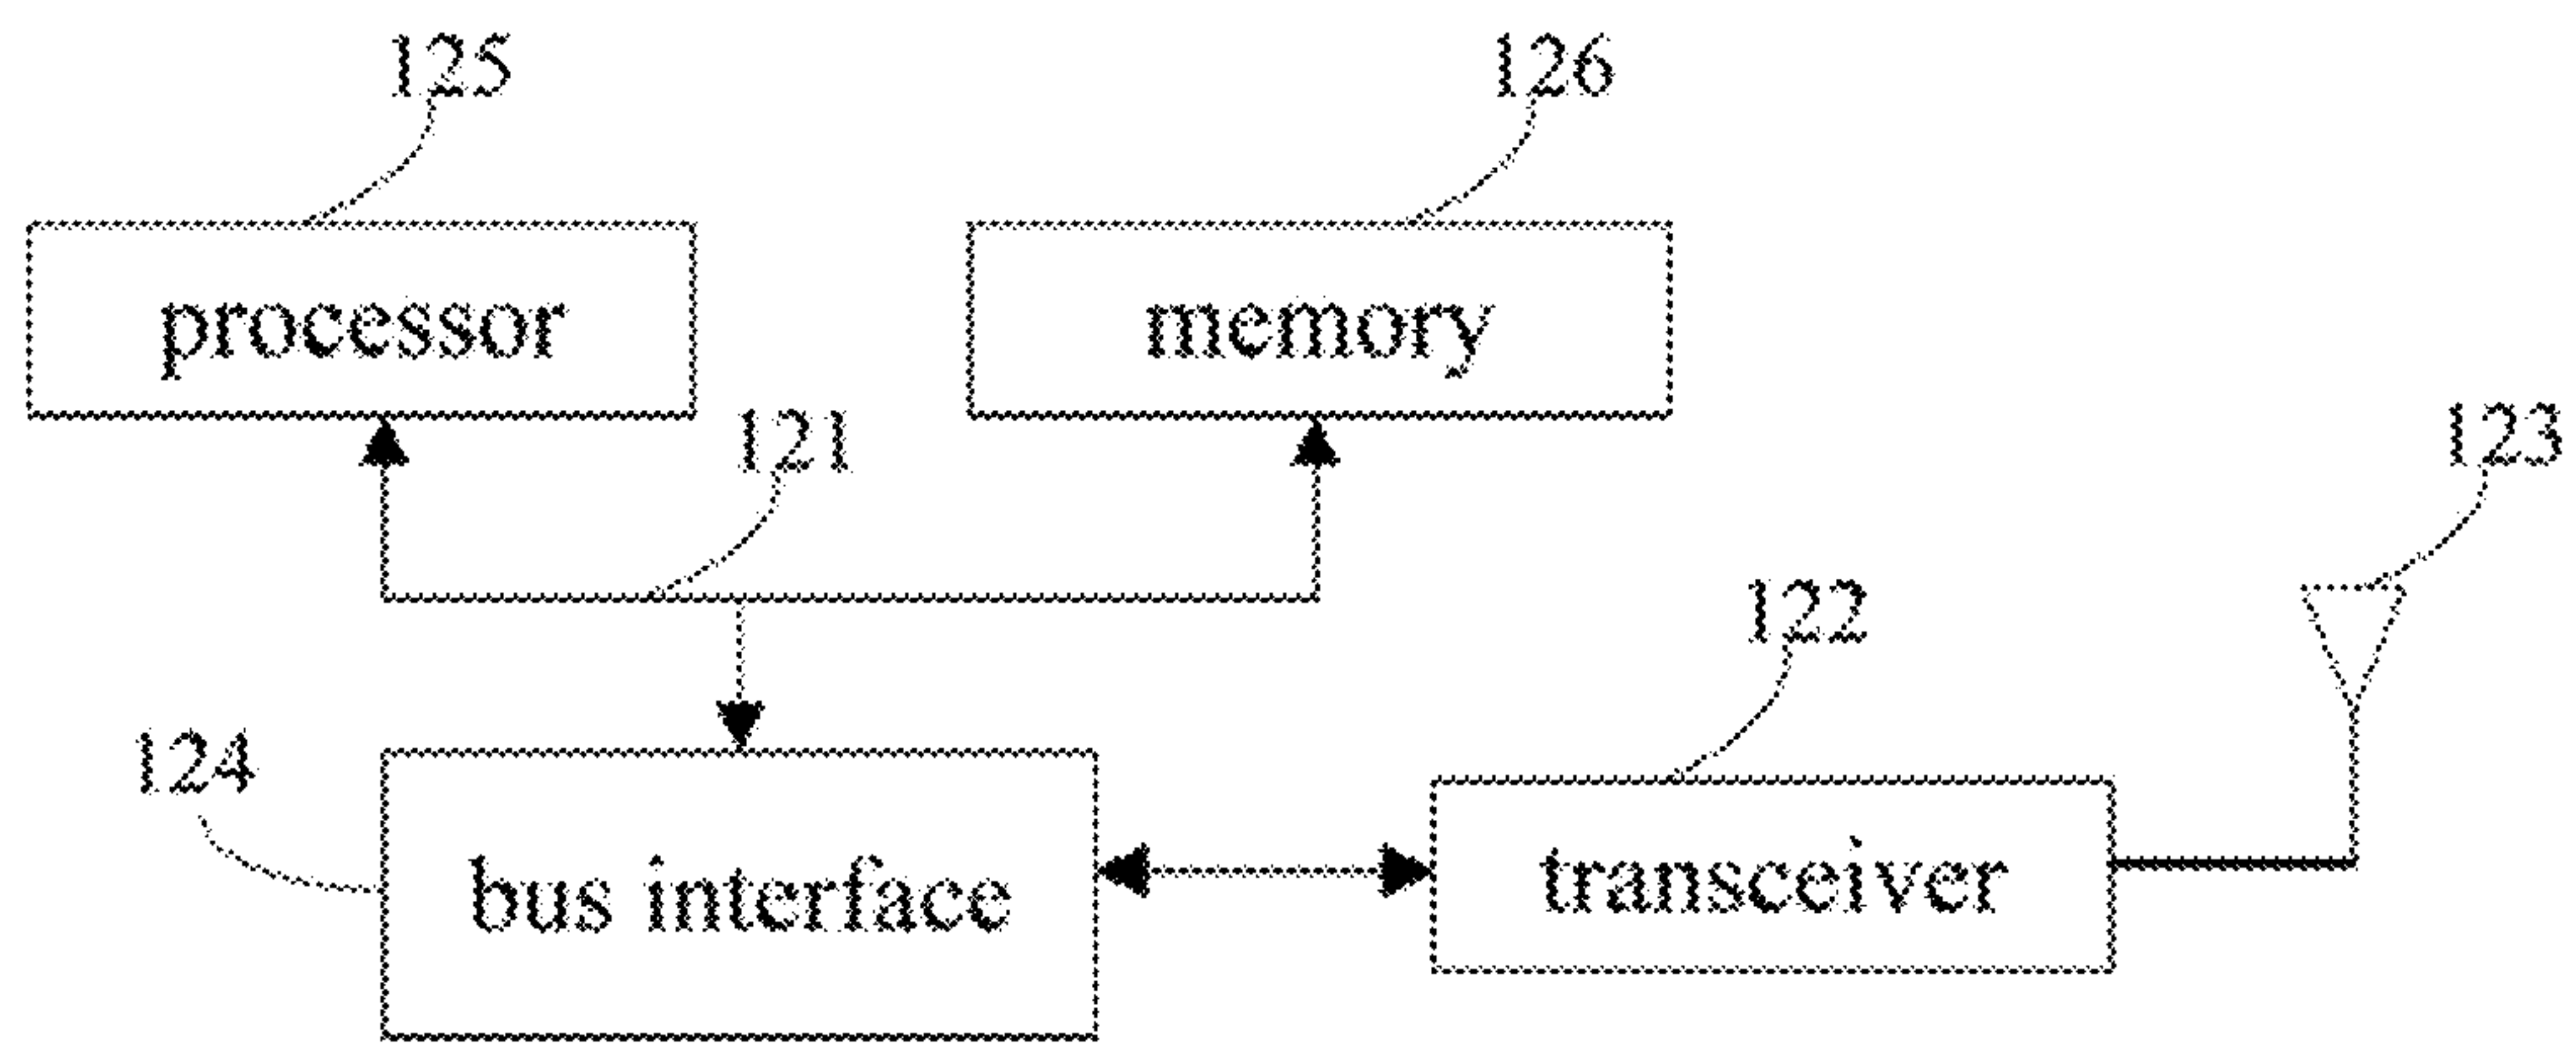 125
126
processor
memory
121
123
122
124
bus interface
transceiver